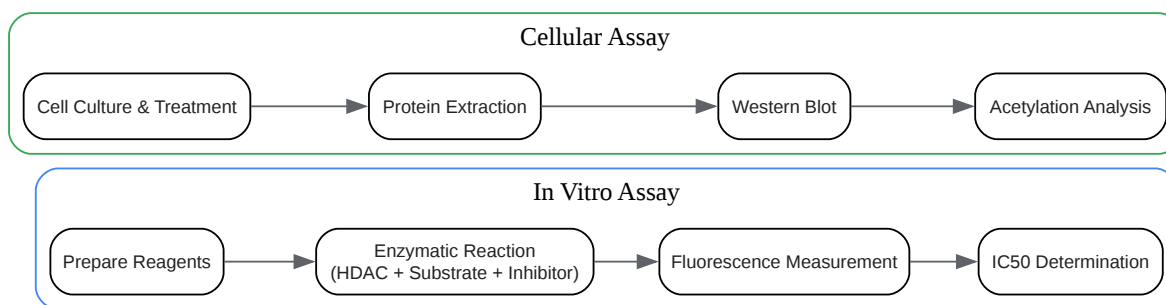 Cellular Assay
Cell Culture & Treatment
Protein Extraction
Western Blot
Acetylation Analysis
In Vitro Assay
Prepare Reagents
Enzymatic Reaction
(HDAC + Substrate + Inhibitor)
Fluorescence Measurement
IC50 Determination